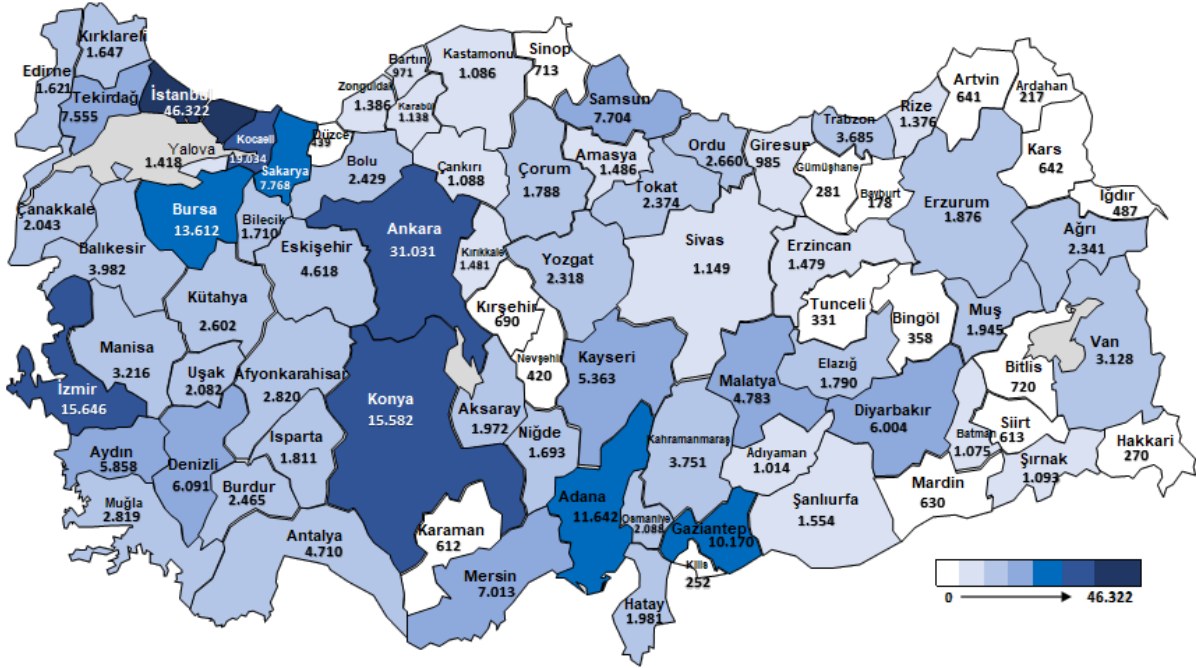 Kırklareli
1.647
Edirne
1.621
Tekirdağ
7.555
İstanbul
46.322
Kocaeli
19.034
Yalova
1.418
Sakarya
7.768
Düzce
439
Zonguldak
1.386
Bartın
971
Karabük
1.138
Kastamonu
1.086
Sinop
713
Samsun
7.704
Bolu
2.429
Çankırı
1.088
Çorum
1.788
Amasya
1.486
Tokat
2.374
Ordu
2.660
Giresun
985
Trabzon
3.685
Rize
1.376
Artvin
641
Ardahan
217
Kars
642
Gümüşhane
281
Bayburt
178
Erzurum
1.876
Iğdır
487
Ağrı
2.341
Çanakkale
2.043
Balıkesir
3.982
Bursa
13.612
Bilecik
1.710
Eskişehir
4.618
Ankara
31.031
Kırıkkale
1.481
Yozgat
2.318
Sivas
1.149
Erzincan
1.479
Tunceli
331
Bingöl
358
Muş
1.945
Bitlis
720
Van
3.128
Kütahya
2.602
Kırşehir
690
Nevşehir
420
Kayseri
5.363
Malatya
4.783
Elazığ
1.790
Diyarbakır
6.004
Batman
1.075
Siirt
613
Şırnak
1.093
Hakkari
270
Manisa
3.216
İzmir
15.646
Uşak
2.082
Afyonkarahisar
2.820
Konya
15.582
Aksaray
1.972
Niğde
1.693
Kahramanmaraş
3.751
Adıyaman
1.014
Mardin
630
Şanlıurfa
1.554
Aydın
5.858
Denizli
6.091
Isparta
1.811
Burdur
2.465
Muğla
2.819
Antalya
4.710
Karaman
612
Mersin
7.013
Adana
11.642
Osmaniye
2.088
Gaziantep
10.170
Kilis
252
Hatay
1.981
0
46.322